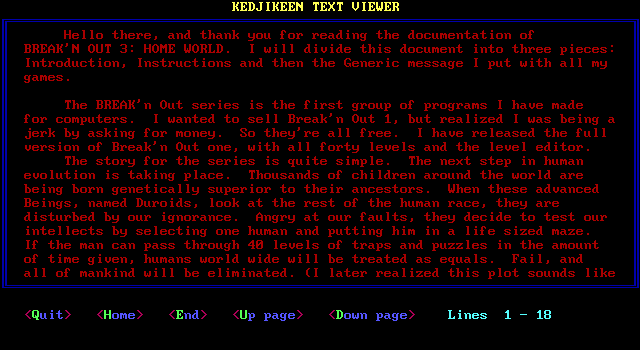 KEDJIKEEN TEXT VIEWER
Hello there, and thank you for reading the documentation of
BREAK'N OUT 3: HOME WORLD.  I will divide this document into three pieces:
Introduction, Instructions and then the Generic message I put with all my
games.
The BREAK'n Out series is the first group of programs I have made
for computers.  I wanted to sell Break'n Out 1, but realized I was being a
jerk by asking for money.  So they're all free.  I have released the full
version of Break'n Out one, with all forty levels and the level editor.
The story for the series is quite simple.  The next step in human
evolution is taking place.  Thousands of children around the world are
being born genetically superior to their ancestors.  When these advanced
Beings, named Duroids, look at the rest of the human race, they are
disturbed by our ignorance.  Angry at our faults, they decide to test our
intellects by selecting one human and putting him in a life sized maze.
If the man can pass through 40 levels of traps and puzzles in the amount
of time given, humans world wide will be treated as equals.  Fail, and
all of mankind will be eliminated. (I later realized this plot sounds like
<Quit>   <Home>   <End>   <Up page>   <Down page>    Lines  1 - 18